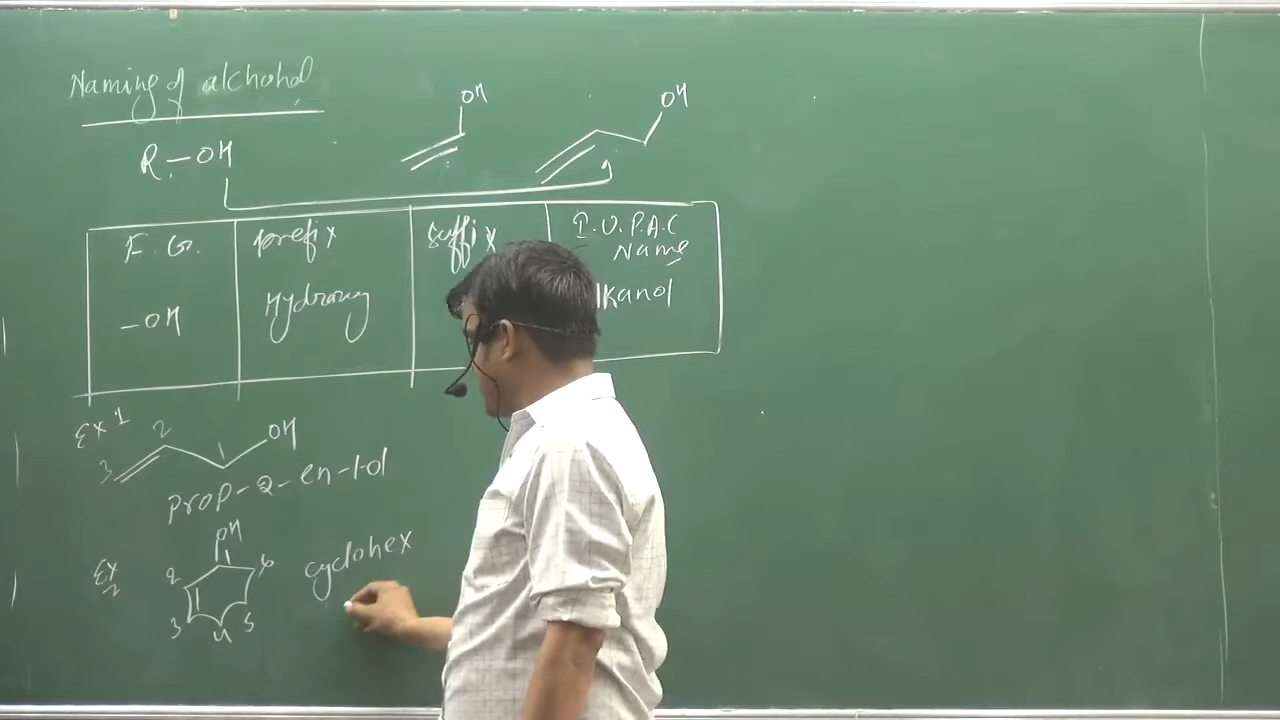 Naming of alchohol
R-OH
OH
OH
F. G. prefix suffix I.U.P.A.C Name
-OH Hydroxy lkanol
Ex 1
3 2 1 OH
prop-2-en-1-ol
Ex 2
OH
1 2 3 4 5 6
cyclohex